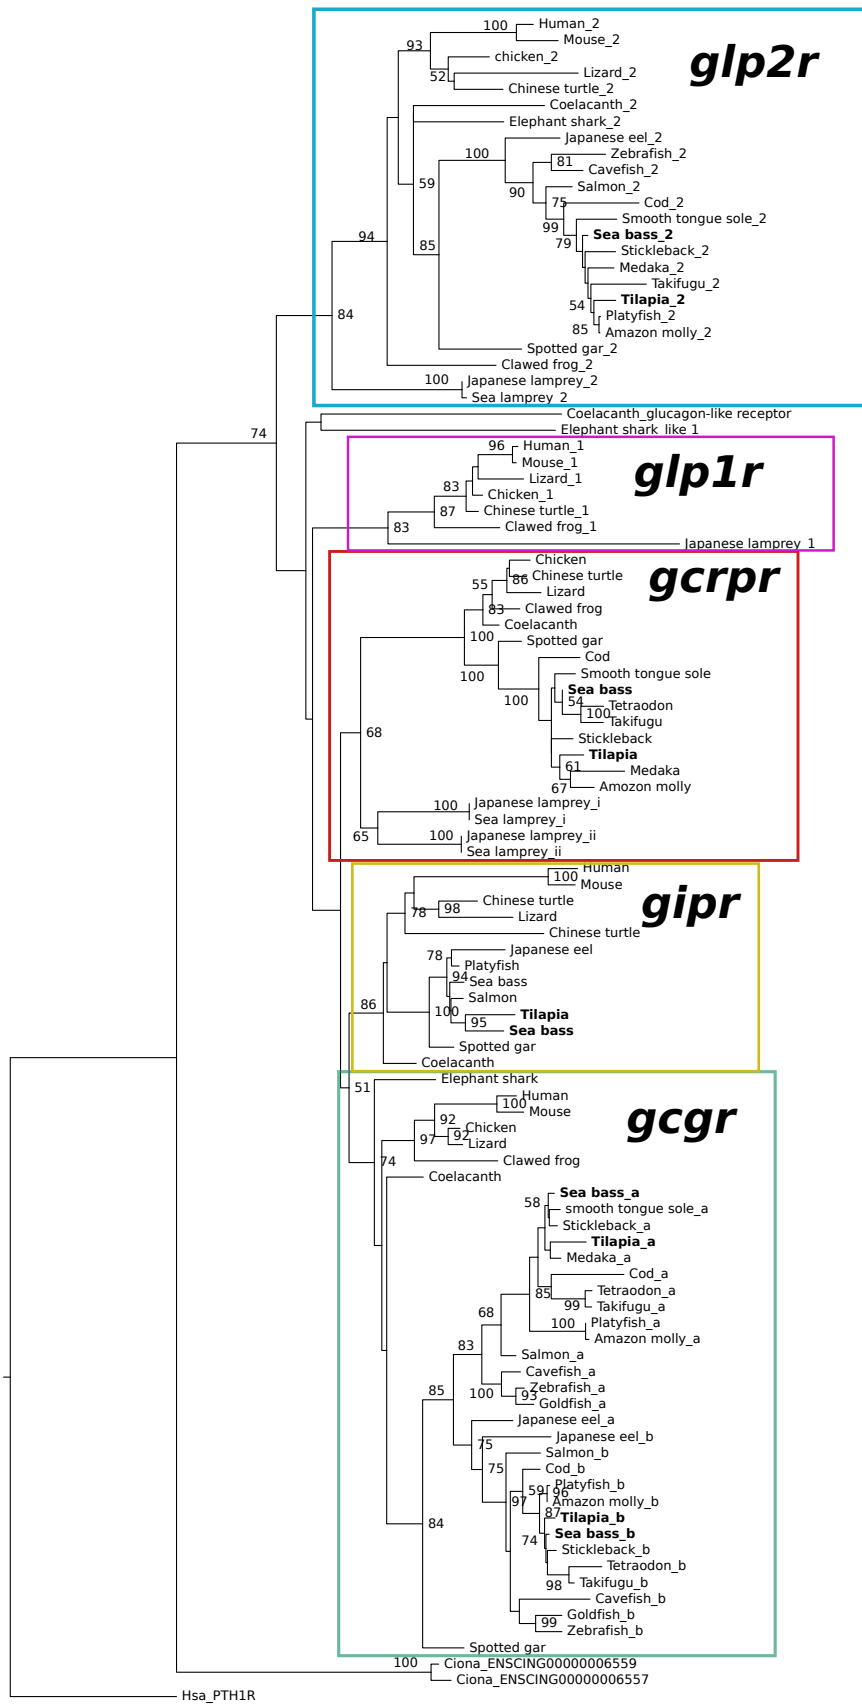 Human_2
100
Mouse_2
93
glp2r
chicken_2
52
Lizard_2
Chinese turtle_2
Coelacanth_2
Elephant shark_2
Japanese eel_2
100
Zebrafish_2
81
Cavefish_2
59
90
Salmon_2
75
Cod_2
Smooth tongue sole_2
99
94
Sea bass_2
79
85
Stickleback_2
Medaka_2
Takifugu_2
Tilapia_2
54
84
Platyfish_2
85
Amazon molly_2
Spotted gar_2
Clawed frog_2
100
Japanese lamprey_2
Sea lamprey_2
Coelacanth_glucagon-like receptor
Elephant shark like 1
74
Human_1
96
glp1r
Mouse_1
Lizard_1
83
Chicken_1
87
Chinese turtle_1
83
Clawed frog_1
Japanese lamprey_1
Chicken
gcrpr
86
Chinese turtle
55
Lizard
83
Clawed frog
Coelacanth
100
Spotted gar
Cod
100
Smooth tongue sole
Sea bass
100
54
Tetraodon
100
Takifugu
68
Stickleback
Tilapia
61
Medaka
67
Amozon molly
100
Japanese lamprey_i
Sea lamprey_i
65
100
Japanese lamprey_ii
Sea lamprey_ii
Human
100
Mouse
gipr
Chinese turtle
78
98
Lizard
Chinese turtle
Japanese eel
78
Platyfish
94
Sea bass
Salmon
86
100
Tilapia
95
Sea bass
Spotted gar
Coelacanth
Elephant shark
51
Human
100
Mouse
gcgr
92
Chicken
97
92
Lizard
74
Clawed frog
Coelacanth
Sea bass_a
58
smooth tongue sole_a
Stickleback_a
Tilapia_a
Medaka_a
Cod_a
85
Tetraodon_a
99
Takifugu_a
68
100
Platyfish_a
Amazon molly_a
83
Salmon_a
Cavefish_a
85
100
Zebrafish_a
93
Goldfish_a
Japanese eel_a
Japanese eel_b
75
Salmon_b
75
Cod_b
Platyfish_b
59
96
97
Amazon molly_b
87
Tilapia_b
84
Sea bass_b
74
Stickleback_b
Tetraodon_b
98
Takifugu_b
Cavefish_b
Goldfish_b
99
Zebrafish_b
Spotted gar
100
Ciona_ENSCING00000006559
Ciona_ENSCING00000006557
Hsa_PTH1R